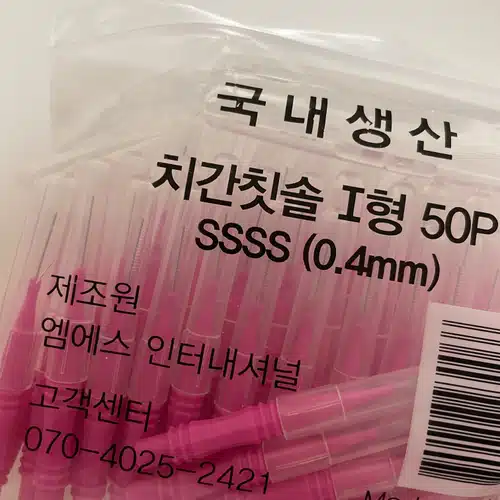 국내생산
치간칫솔 I형 50P
SSSS (0.4mm)
제조원
엠에스 인터내셔널
고객센터
070-4025-2421